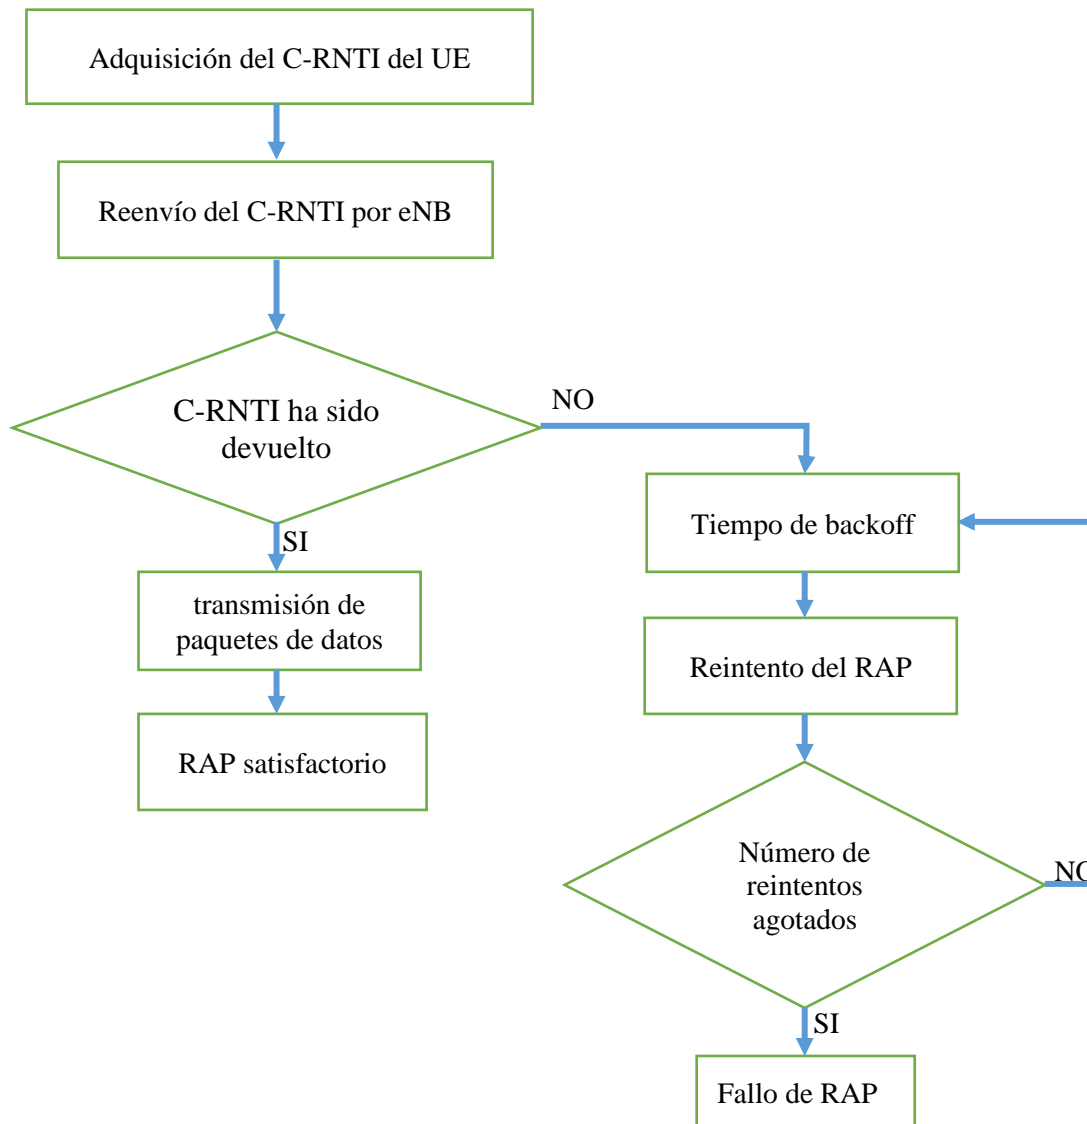 Adquisición del C-RNTI del UE
Reenvío del C-RNTI por eNB
C-RNTI ha sido
devuelto
NO
SI
transmisión de
paquetes de datos
RAP satisfactorio
Tiempo de backoff
Reintento del RAP
Número de
reintentos
agotados
NO
SI
Fallo de RAP